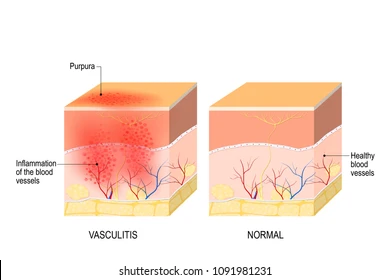 Purpura
Inflammation
of the blood
vessels
Healthy
blood
vessels
VASCULITIS
NORMAL
shutterstock.com · 1091981231